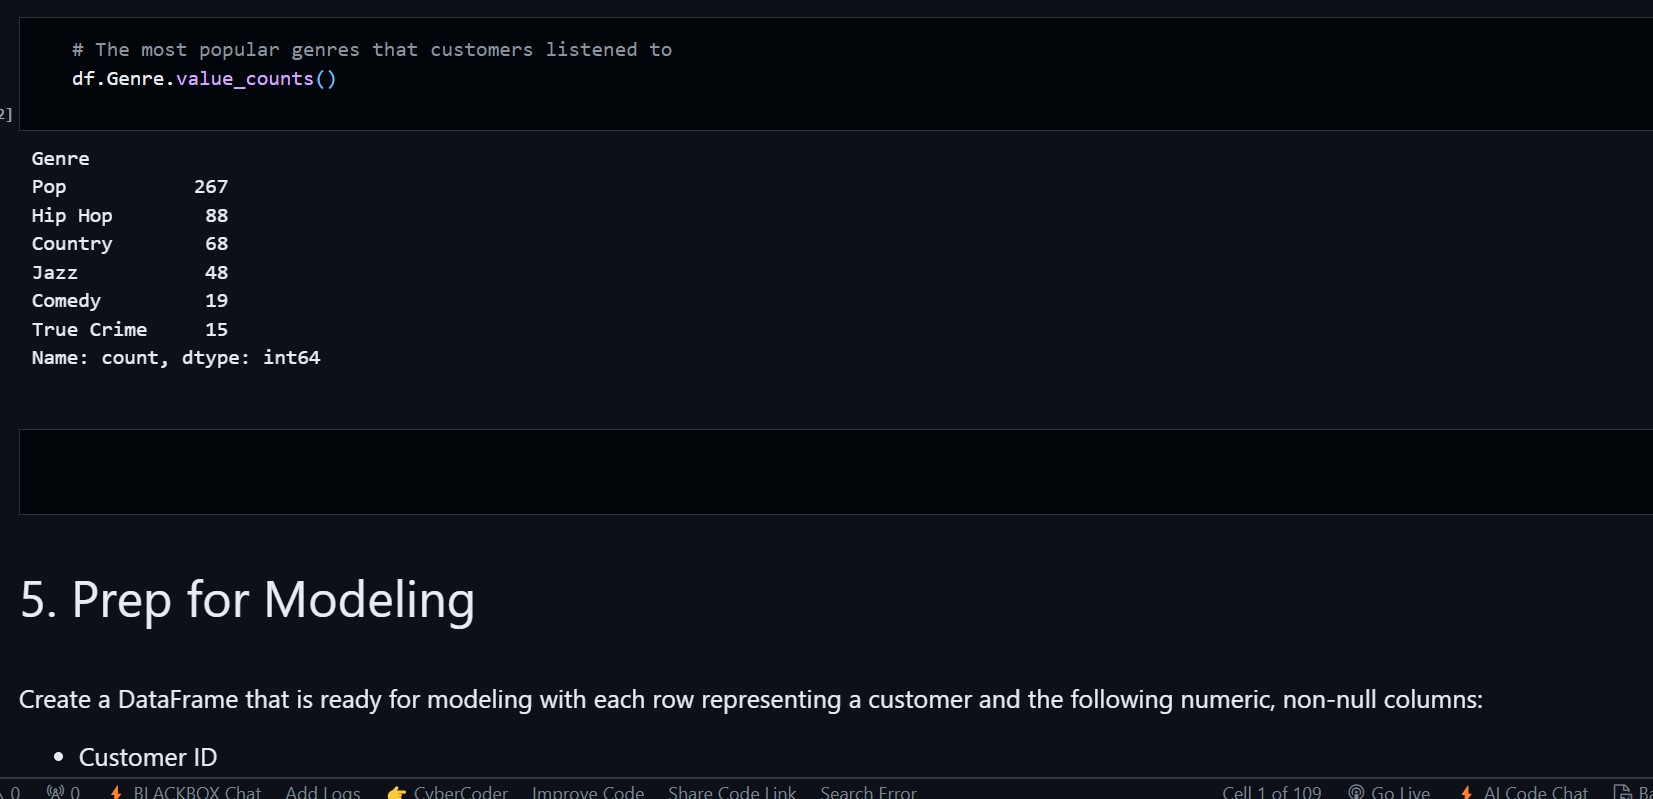 # The most popular genres that customers listened to
df.Genre.value_counts()
2]
Genre
Pop 267
Hip Hop 88
Country 68
Jazz 48
Comedy 19
True Crime 15
Name: count, dtype: int64
5. Prep for Modeling
Create a DataFrame that is ready for modeling with each row representing a customer and the following numeric, non-null columns:
• Customer ID
0 0 BLACKBOX Chat Add Logs CyberCoder Improve Code Share Code Link Search Error Cell 1 of 109 Go Live AI Code Chat Ba